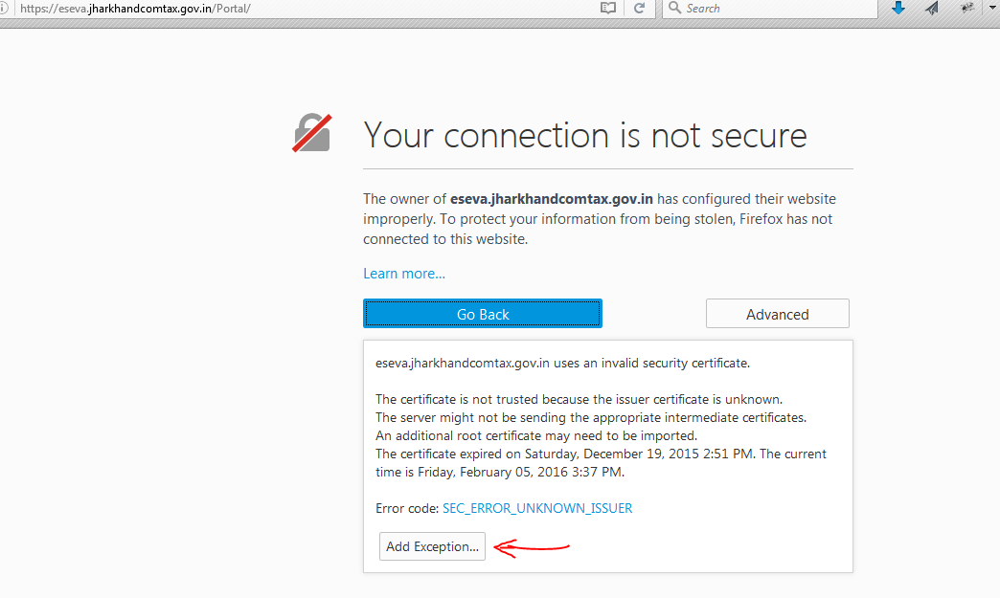 https://eseva.jharkhandcomtax.gov.in/Portal/
Search
Your connection is not secure
The owner of eseva.jharkhandcomtax.gov.in has configured their website
improperly. To protect your information from being stolen, Firefox has not
connected to this website.
Learn more...
Go Back
Advanced
eseva.jharkhandcomtax.gov.in uses an invalid security certificate.
The certificate is not trusted because the issuer certificate is unknown.
The server might not be sending the appropriate intermediate certificates.
An additional root certificate may need to be imported.
The certificate expired on Saturday, December 19, 2015 2:51 PM. The current
time is Friday, February 05, 2016 3:37 PM.
Error code: SEC_ERROR_UNKNOWN_ISSUER
Add Exception...